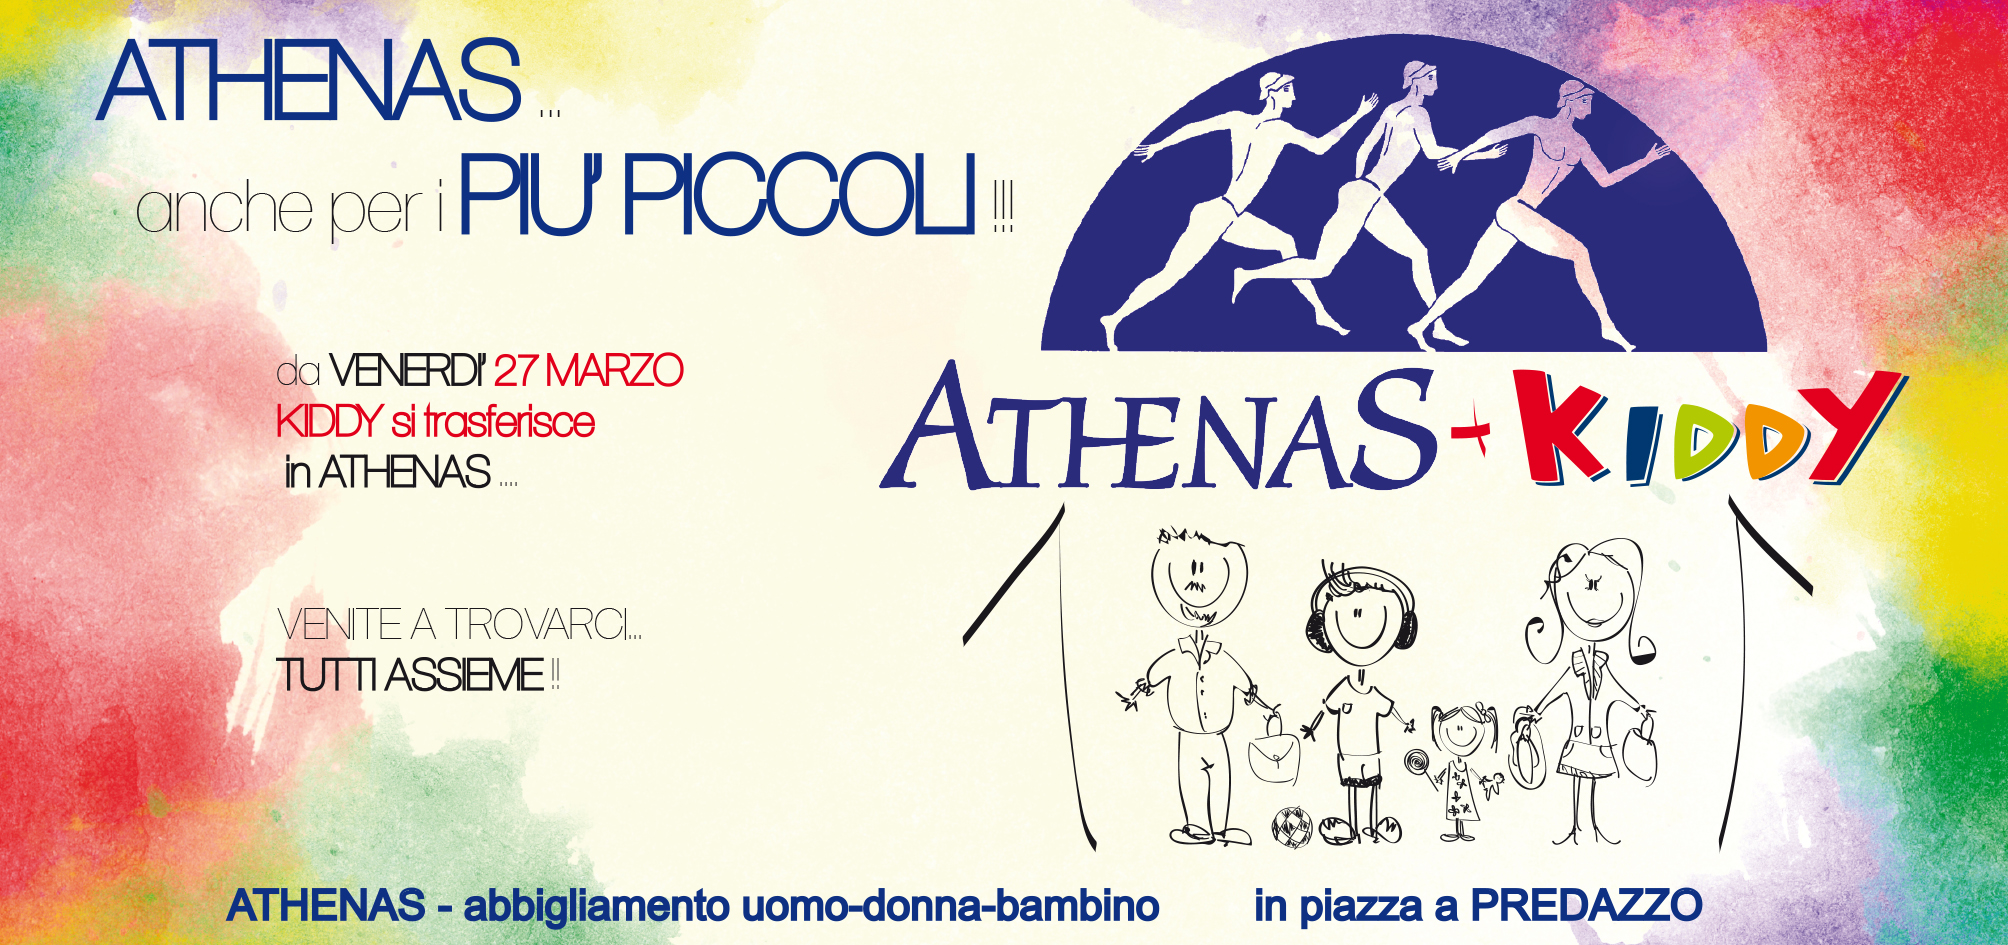 ATHENAS ...
anche per i PIU' PICCOLI !!!
da VENERDI' 27 MARZO
KIDDY si trasferisce
in ATHENAS ....
VENITE A TROVARCI...
TUTTI ASSIEME !!
ATHENAS + KIDDY
ATHENAS - abbigliamento uomo-donna-bambino in piazza a PREDAZZO